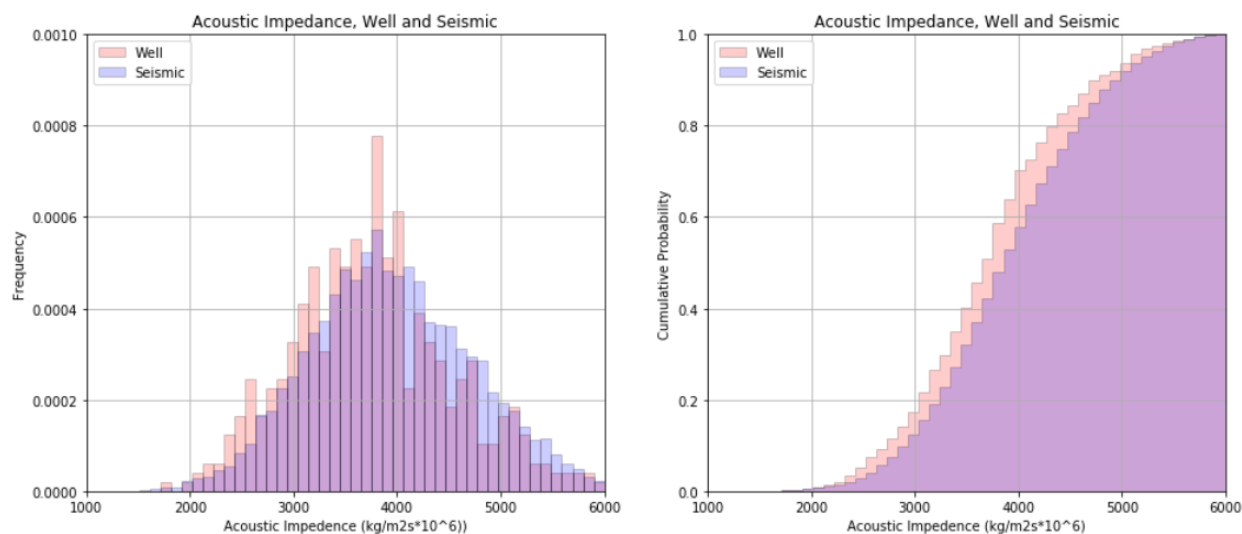 Acoustic Impedance, Well and Seismic
0.0010
0.0008
0.0006
0.0004
0.0002
0.0000
Frequency
Well
Seismic
1000 2000 3000 4000 5000 6000
Acoustic Impedence (kg/m2s*10^6))
Acoustic Impedance, Well and Seismic
1.0
0.8
0.6
0.4
0.2
0.0
Cumulative Probability
Well
Seismic
1000 2000 3000 4000 5000 6000
Acoustic Impedence (kg/m2s*10^6)